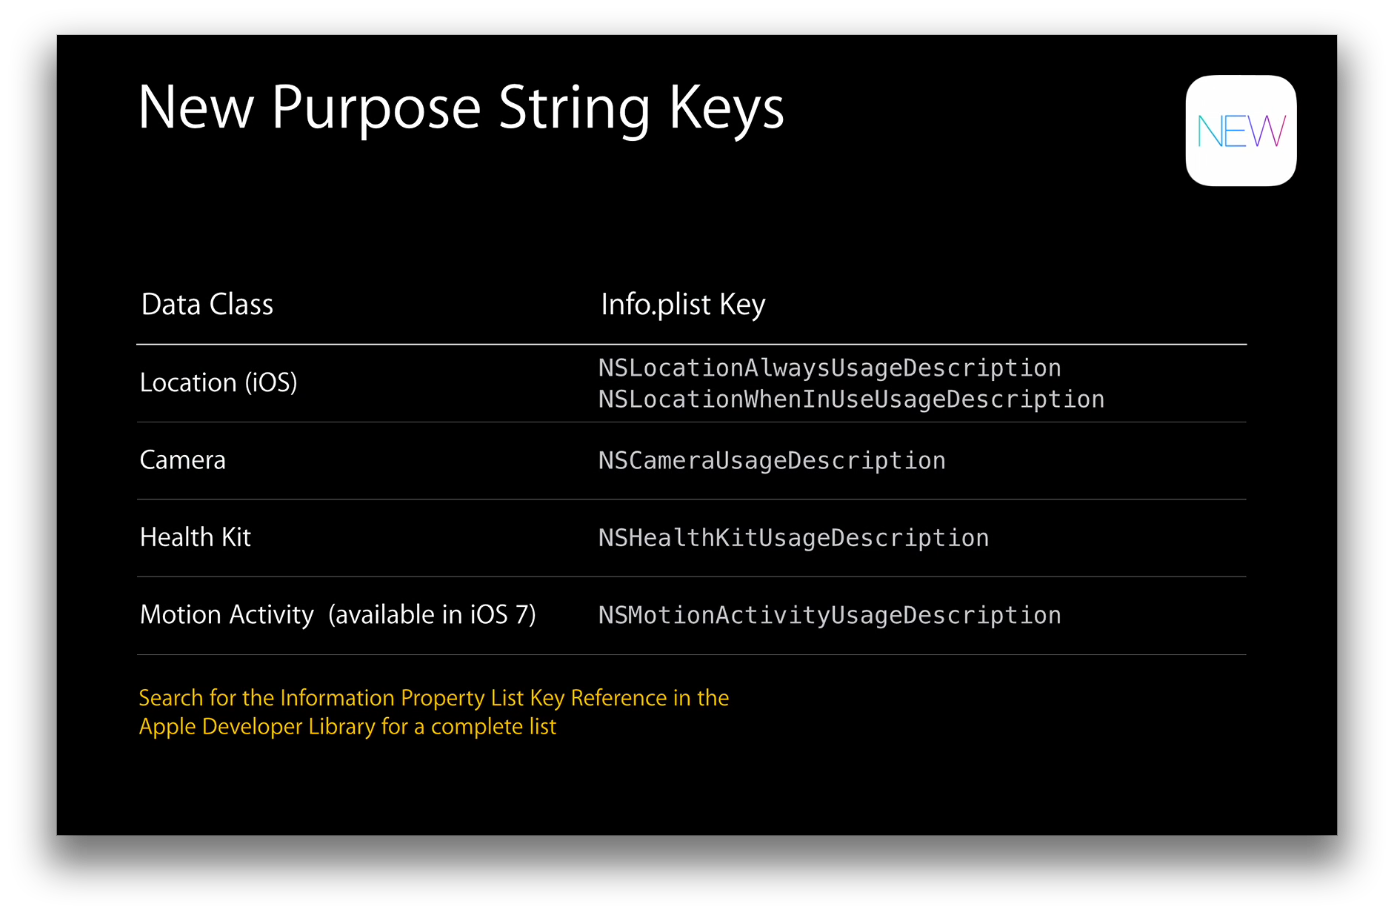 New Purpose String Keys
NEW
Data Class Info.plist Key
Location (iOS) NSLocationAlwaysUsageDescription
NSLocationWhenInUseUsageDescription
Camera NSCameraUsageDescription
Health Kit NSHealthKitUsageDescription
Motion Activity (available in iOS 7) NSMotionActivityUsageDescription
Search for the Information Property List Key Reference in the
Apple Developer Library for a complete list